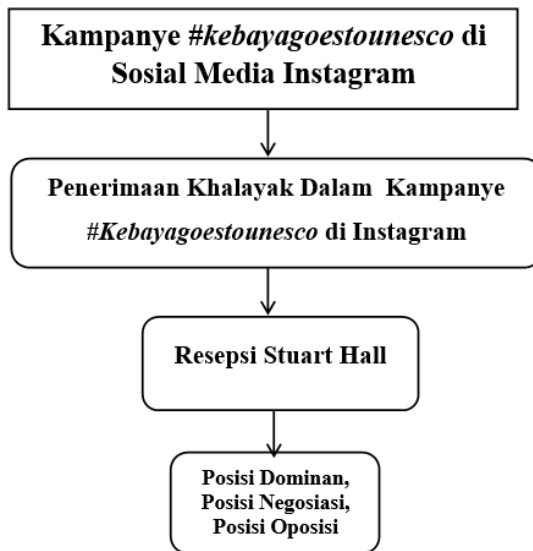 Kampanye #kebayagoestounesco di
Sosial Media Instagram
Penerimaan Khalayak Dalam Kampanye
#Kebayagoestounesco di Instagram
Resepsi Stuart Hall
Posisi Dominan,
Posisi Negosiasi,
Posisi Oposisi